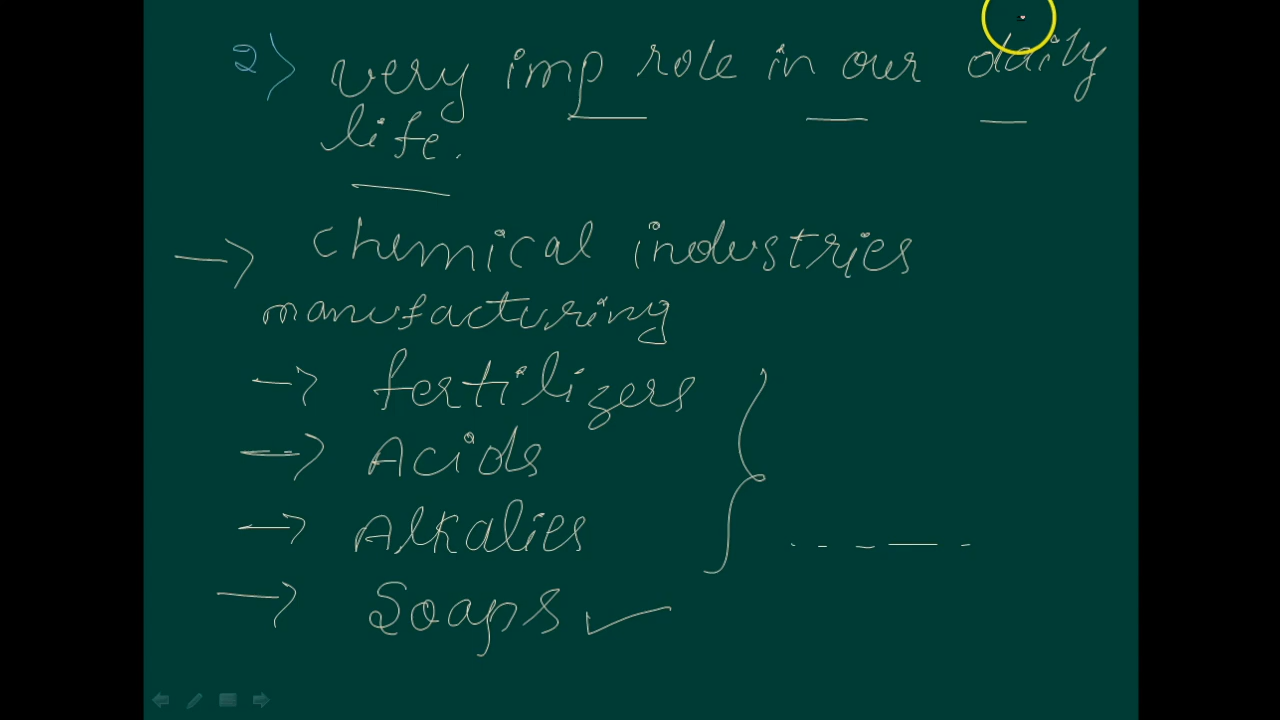 2) very imp role in our daily
life.
→ chemical industries
manufacturing
→ fertilizers
→ Acids
→ Alkalies
→ Soaps ✓